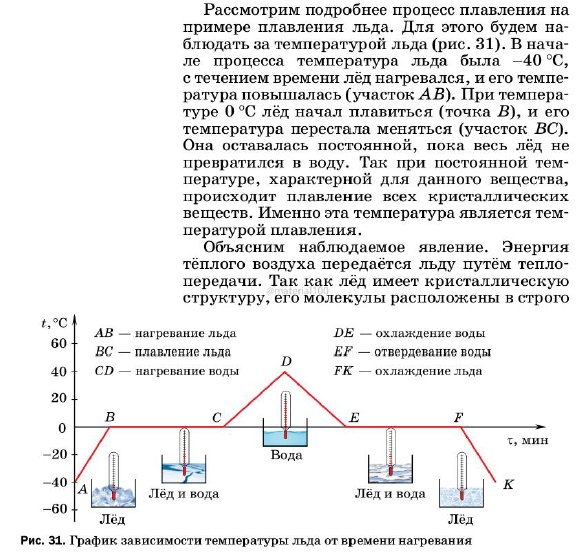 Рассмотрим подробнее процесс плавления на
примере плавления льда. Для этого будем на-
блюдать за температурой льда (рис. 31). В нача-
ле процесса температура льда была −40 °C,
с течением времени лёд нагревался, и его темпе-
ратура повышалась (участок AB). При темпера-
туре 0 °C лёд начал плавиться (точка B), и его
температура перестала меняться (участок BC).
Она оставалась постоянной, пока весь лёд не
превратился в воду. Так при постоянной тем-
пературе, характерной для данного вещества,
происходит плавление всех кристаллических
веществ. Именно эта температура является тем-
пературой плавления.
Объясним наблюдаемое явление. Энергия
тёплого воздуха передаётся льду путём тепло-
передачи. Так как лёд имеет кристаллическую
@material100
структуру, его молекулы расположены в строго
t, °C
AB — нагревание льда
BC — плавление льда
CD — нагревание воды
DE — охлаждение воды
EF — отвердевание воды
FK — охлаждение льда
60
40
20
0
−20
−40
−60
A
B
C
D
E
F
K
τ, мин
Лёд
Лёд и вода
Вода
Лёд и вода
Лёд
Рис. 31. График зависимости температуры льда от времени нагревания